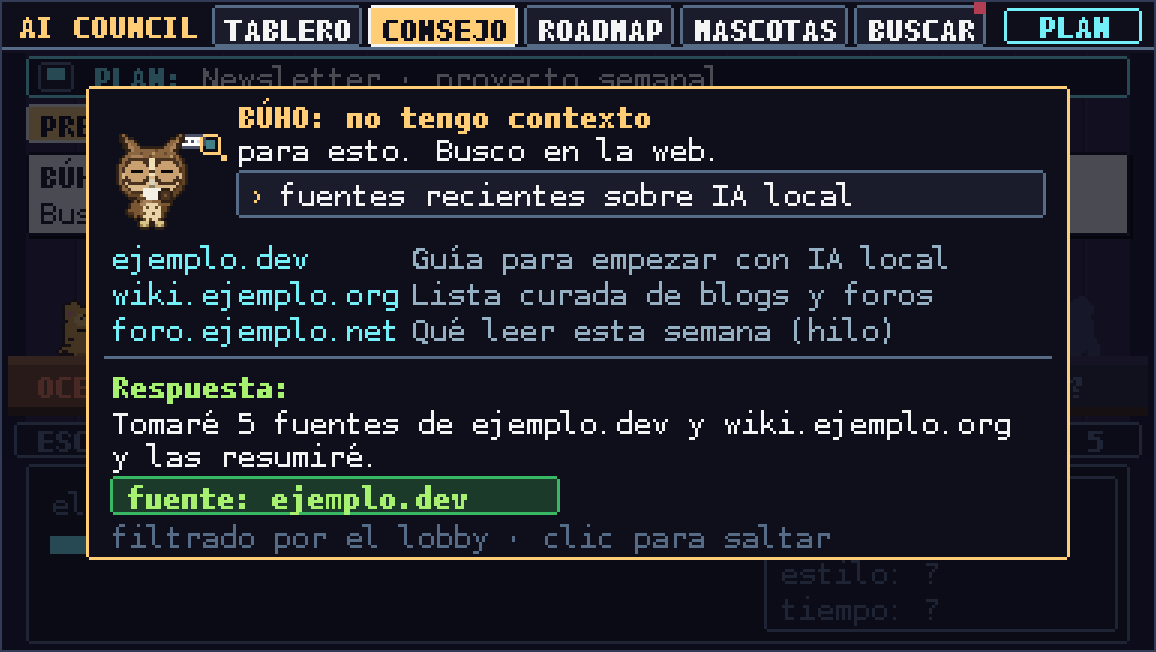 AI COUNCIL TABLERO CONSEJO ROADMAP MASCOTAS BUSCAR PLAN
PLAN: Newsletter · proyecto semanal
BÚHO: no tengo contexto
para esto. Busco en la web.
› fuentes recientes sobre IA local
ejemplo.dev Guía para empezar con IA local
wiki.ejemplo.org Lista curada de blogs y foros
foro.ejemplo.net Qué leer esta semana (hilo)
Respuesta:
Tomaré 5 fuentes de ejemplo.dev y wiki.ejemplo.org
y las resumiré.
fuente: ejemplo.dev
filtrado por el lobby · clic para saltar
5
estilo: ?
tiempo: ?